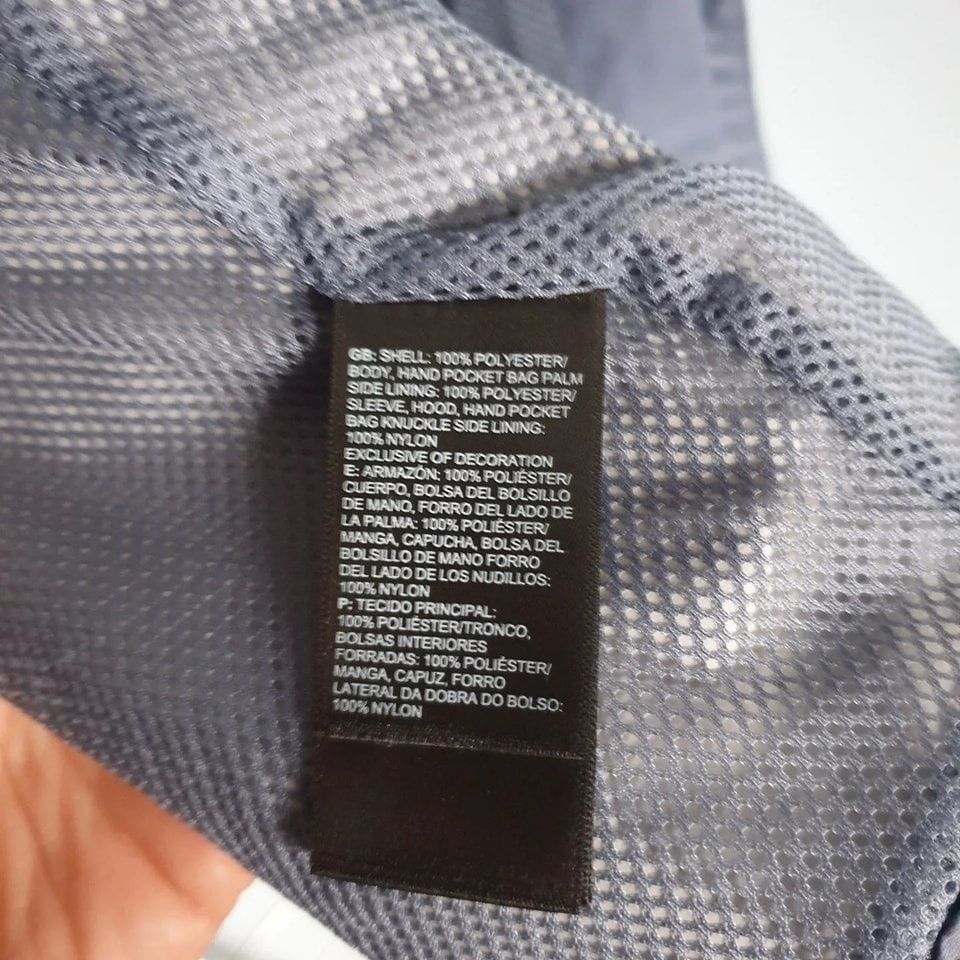 GB: SHELL: 100% POLYESTER/
BODY, HAND POCKET BAG PALM
SIDE LINING: 100% POLYESTER/
SLEEVE, HOOD, HAND POCKET
BAG KNUCKLE SIDE LINING:
100% NYLON
EXCLUSIVE OF DECORATION
E: ARMAZÓN: 100% POLIÉSTER/
CUERPO, BOLSA DEL BOLSILLO
DE MANO, FORRO DEL LADO DE
LA PALMA: 100% POLIÉSTER/
MANGA, CAPUCHA, BOLSA DEL
BOLSILLO DE MANO FORRO
DEL LADO DE LOS NUDILLOS:
100% NYLON
P: TECIDO PRINCIPAL:
100% POLIÉSTER/TRONCO,
BOLSAS INTERIORES
FORRADAS: 100% POLIÉSTER/
MANGA, CAPUZ, FORRO
LATERAL DA DOBRA DO BOLSO:
100% NYLON